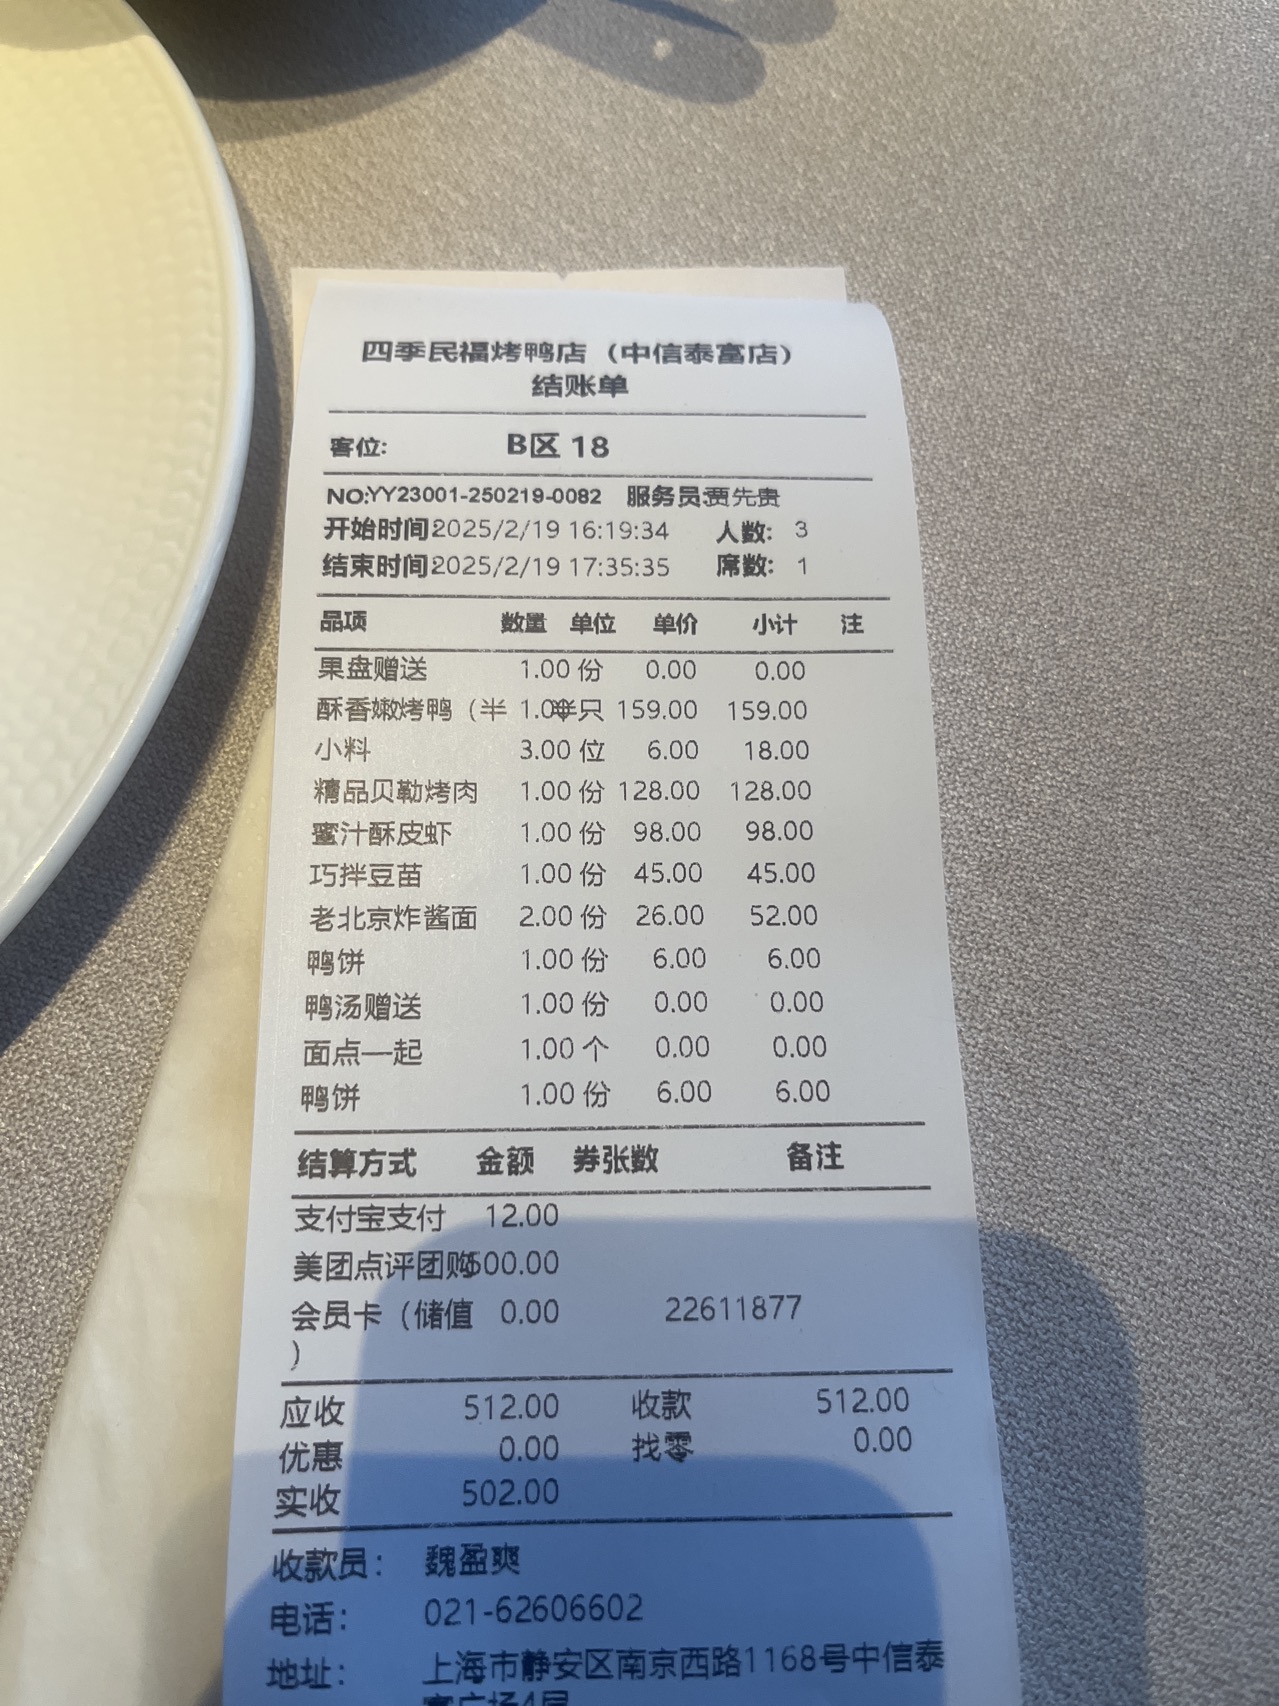 四季民福烤鸭店（中信泰富店）
结账单
客位: B区 18
NO:YY23001-250219-0082 服务员:贾先贵
开始时间 2025/2/19 16:19:34 人数: 3
结束时间 2025/2/19 17:35:35 席数: 1
品项 数量 单位 单价 小计 注
果盘赠送 1.00 份 0.00 0.00
酥香嫩烤鸭（半 1.00 半只 159.00 159.00
小料 3.00 位 6.00 18.00
精品贝勒烤肉 1.00 份 128.00 128.00
蜜汁酥皮虾 1.00 份 98.00 98.00
巧拌豆苗 1.00 份 45.00 45.00
老北京炸酱面 2.00 份 26.00 52.00
鸭饼 1.00 份 6.00 6.00
鸭汤赠送 1.00 份 0.00 0.00
面点一起 1.00 个 0.00 0.00
鸭饼 1.00 份 6.00 6.00
结算方式 金额 券张数 备注
支付宝支付 12.00
美团点评团购 500.00
会员卡（储值 0.00 22611877
）
应收 512.00 收款 512.00
优惠 0.00 找零 0.00
实收 502.00
收款员: 魏盈爽
电话: 021-62606602
地址: 上海市静安区南京西路1168号中信泰
富广场4层